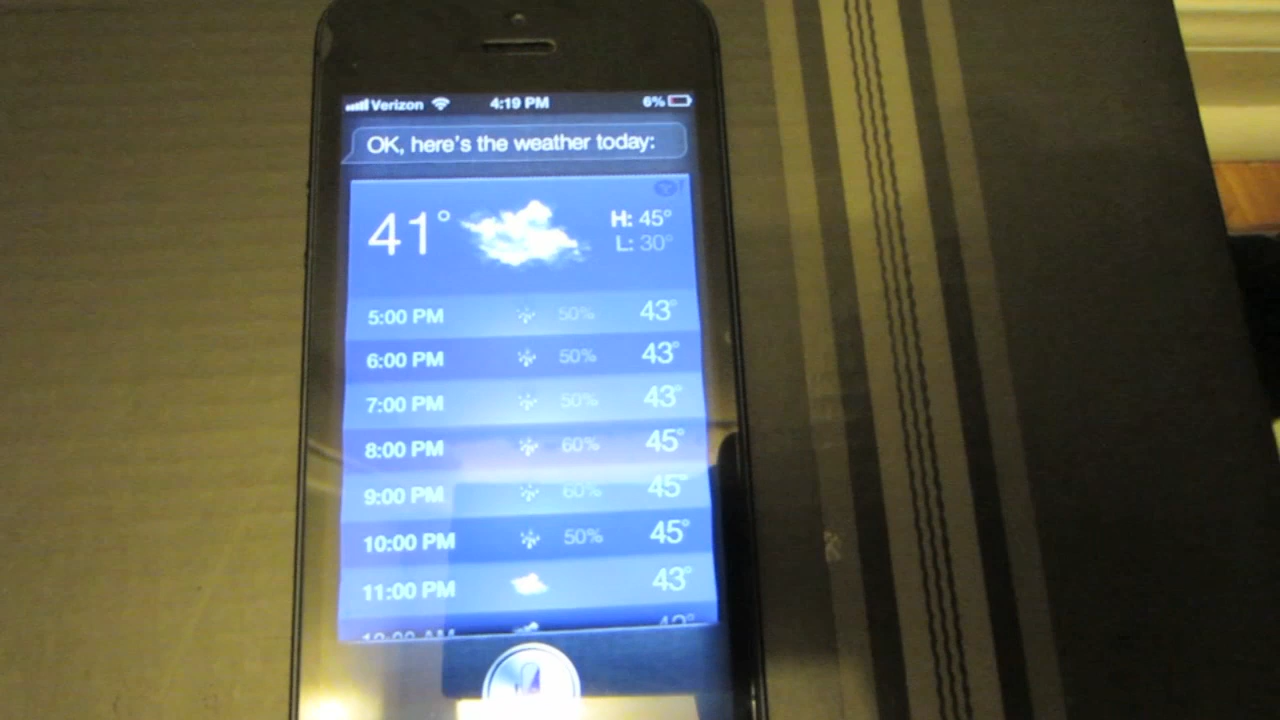 Verizon 4:19 PM 6%
OK, here's the weather today:
41° H: 45°
L: 30°
5:00 PM 50% 43°
6:00 PM 50% 43°
7:00 PM 50% 43°
8:00 PM 60% 45°
9:00 PM 60% 45°
10:00 PM 50% 45°
11:00 PM 43°